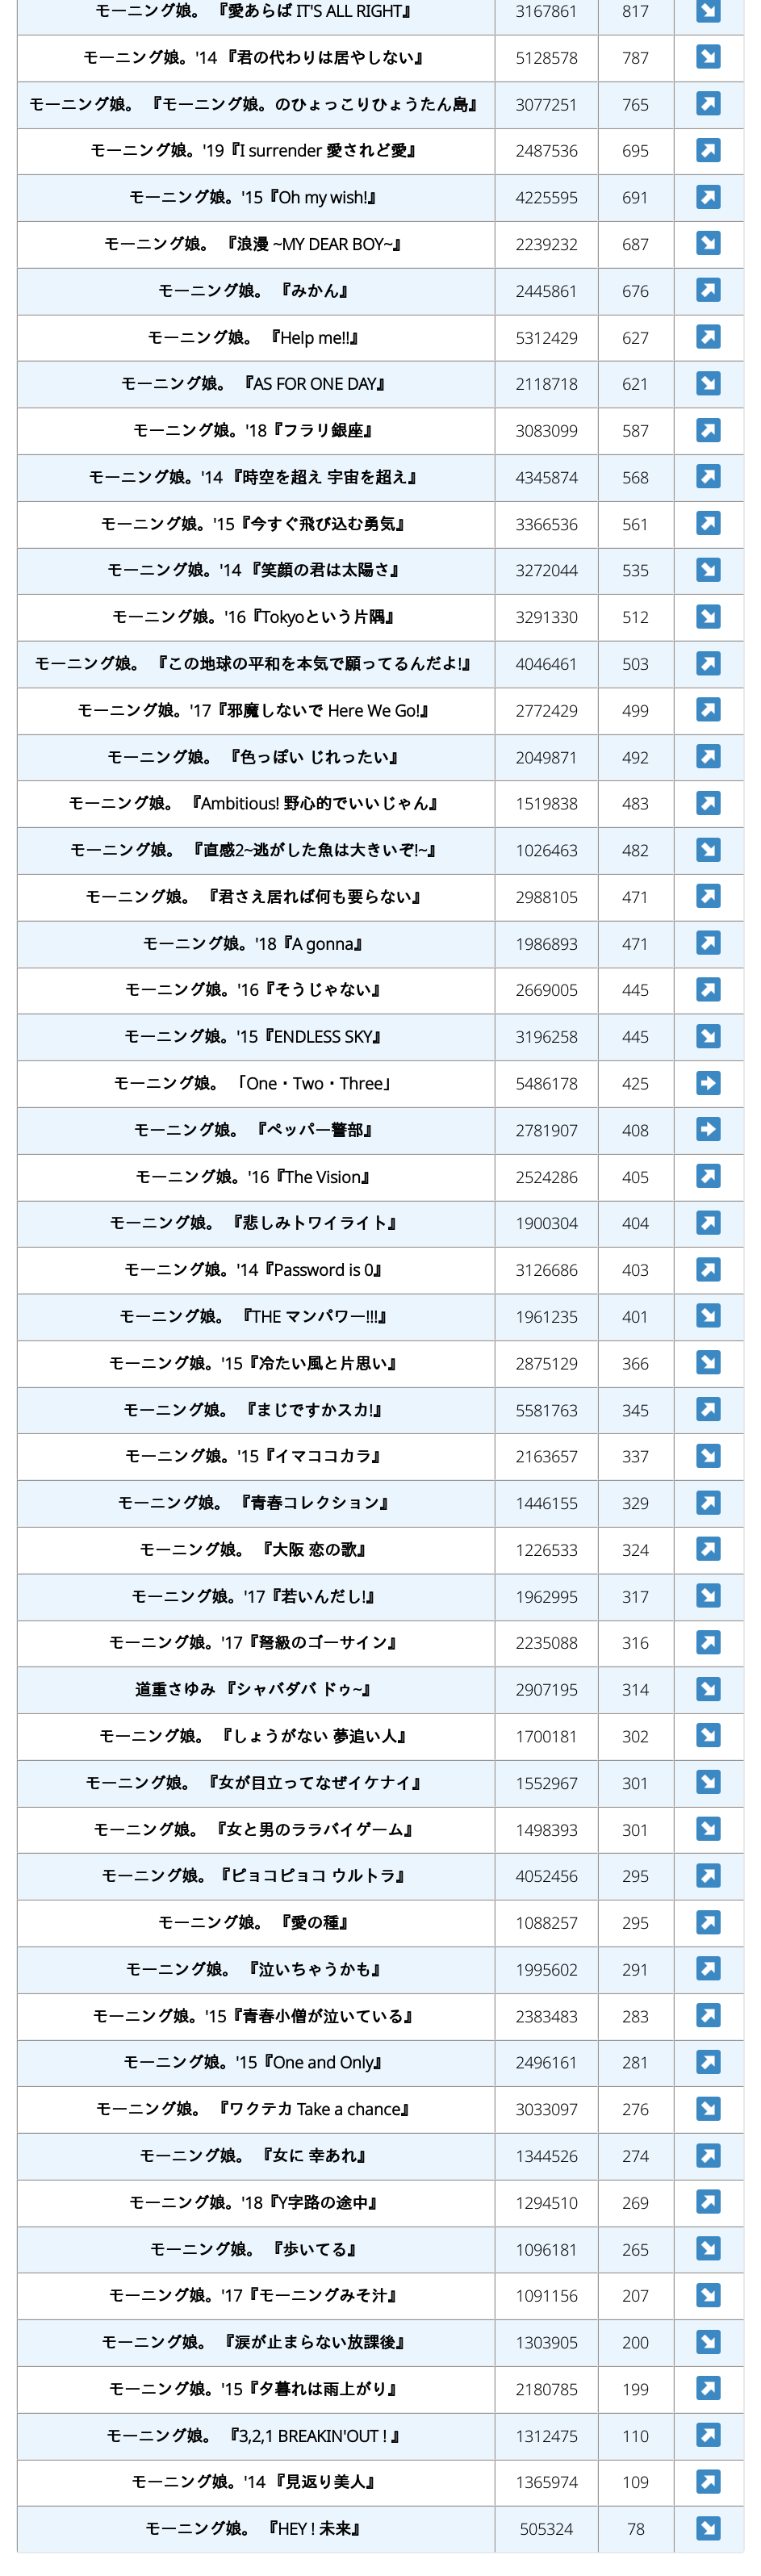 モーニング娘。 『愛あらば IT'S ALL RIGHT』 3167861 817 ↘
モーニング娘。'14 『君の代わりは居やしない』 5128578 787 ↘
モーニング娘。 『モーニング娘。のひょっこりひょうたん島』 3077251 765 ↗
モーニング娘。'19『I surrender 愛されど愛』 2487536 695 ↗
モーニング娘。'15『Oh my wish!』 4225595 691 ↗
モーニング娘。 『浪漫 ~MY DEAR BOY~』 2239232 687 ↘
モーニング娘。 『みかん』 2445861 676 ↗
モーニング娘。 『Help me!!』 5312429 627 ↗
モーニング娘。 『AS FOR ONE DAY』 2118718 621 ↘
モーニング娘。'18『フラリ銀座』 3083099 587 ↗
モーニング娘。'14 『時空を超え 宇宙を超え』 4345874 568 ↗
モーニング娘。'15『今すぐ飛び込む勇気』 3366536 561 ↗
モーニング娘。'14 『笑顔の君は太陽さ』 3272044 535 ↘
モーニング娘。'16『Tokyoという片隅』 3291330 512 ↘
モーニング娘。 『この地球の平和を本気で願ってるんだよ!』 4046461 503 ↗
モーニング娘。'17『邪魔しないで Here We Go!』 2772429 499 ↗
モーニング娘。 『色っぽい じれったい』 2049871 492 ↗
モーニング娘。 『Ambitious! 野心的でいいじゃん』 1519838 483 ↗
モーニング娘。 『直感2~逃がした魚は大きいぞ!~』 1026463 482 ↘
モーニング娘。 『君さえ居れば何も要らない』 2988105 471 ↗
モーニング娘。'18『A gonna』 1986893 471 ↗
モーニング娘。'16『そうじゃない』 2669005 445 ↗
モーニング娘。'15『ENDLESS SKY』 3196258 445 ↘
モーニング娘。 「One・Two・Three」 5486178 425 ➡
モーニング娘。 『ペッパー警部』 2781907 408 ➡
モーニング娘。'16『The Vision』 2524286 405 ↗
モーニング娘。 『悲しみトワイライト』 1900304 404 ↗
モーニング娘。'14『Password is 0』 3126686 403 ↗
モーニング娘。 『THE マンパワー!!!』 1961235 401 ↘
モーニング娘。'15『冷たい風と片思い』 2875129 366 ↘
モーニング娘。 『まじですかスカ!』 5581763 345 ↗
モーニング娘。'15『イマココカラ』 2163657 337 ↘
モーニング娘。 『青春コレクション』 1446155 329 ↗
モーニング娘。 『大阪 恋の歌』 1226533 324 ↗
モーニング娘。'17『若いんだし!』 1962995 317 ↘
モーニング娘。'17『弩級のゴーサイン』 2235088 316 ↗
道重さゆみ 『シャバダバ ドゥ~』 2907195 314 ↘
モーニング娘。 『しょうがない 夢追い人』 1700181 302 ↘
モーニング娘。 『女が目立ってなぜイケナイ』 1552967 301 ↘
モーニング娘。 『女と男のララバイゲーム』 1498393 301 ↘
モーニング娘。『ピョコピョコ ウルトラ』 4052456 295 ↗
モーニング娘。 『愛の種』 1088257 295 ↗
モーニング娘。 『泣いちゃうかも』 1995602 291 ↗
モーニング娘。'15『青春小僧が泣いている』 2383483 283 ↗
モーニング娘。'15『One and Only』 2496161 281 ↗
モーニング娘。 『ワクテカ Take a chance』 3033097 276 ↘
モーニング娘。 『女に 幸あれ』 1344526 274 ↗
モーニング娘。'18『Y字路の途中』 1294510 269 ↗
モーニング娘。 『歩いてる』 1096181 265 ↘
モーニング娘。'17『モーニングみそ汁』 1091156 207 ↘
モーニング娘。 『涙が止まらない放課後』 1303905 200 ↘
モーニング娘。'15『夕暮れは雨上がり』 2180785 199 ↗
モーニング娘。 『3,2,1 BREAKIN'OUT ! 』 1312475 110 ↗
モーニング娘。'14 『見返り美人』 1365974 109 ↗
モーニング娘。 『HEY ! 未来』 505324 78 ↘